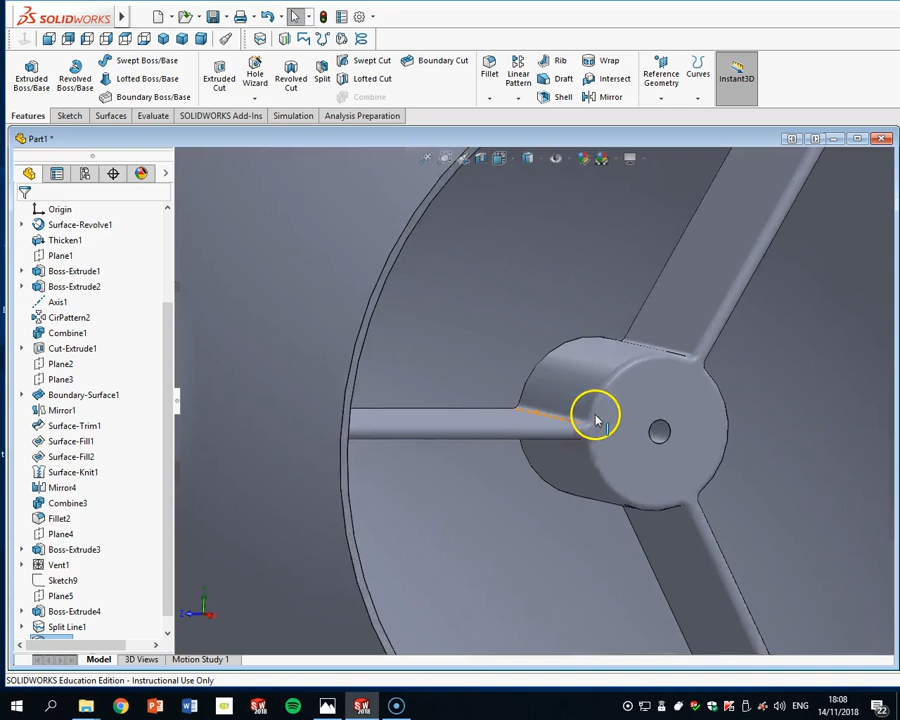 SOLIDWORKS
Extruded Boss/Base
Revolved Boss/Base
Swept Boss/Base
Lofted Boss/Base
Boundary Boss/Base
Extruded Cut
Hole Wizard
Revolved Cut
Split
Swept Cut
Lofted Cut
Combine
Boundary Cut
Fillet
Linear Pattern
Rib
Draft
Shell
Wrap
Intersect
Mirror
Reference Geometry
Curves
Instant3D
Features
Sketch
Surfaces
Evaluate
SOLIDWORKS Add-Ins
Simulation
Analysis Preparation
Part1 *
Origin
Surface-Revolve1
Thicken1
Plane1
Boss-Extrude1
Boss-Extrude2
Axis1
CirPattern2
Combine1
Cut-Extrude1
Plane2
Plane3
Boundary-Surface1
Mirror1
Surface-Trim1
Surface-Fill1
Surface-Fill2
Surface-Knit1
Mirror4
Combine3
Fillet2
Plane4
Boss-Extrude3
Vent1
Sketch9
Plane5
Boss-Extrude4
Split Line1
Model
3D Views
Motion Study 1
SOLIDWORKS Education Edition - Instructional Use Only
ENG
18:08
14/11/2018
22